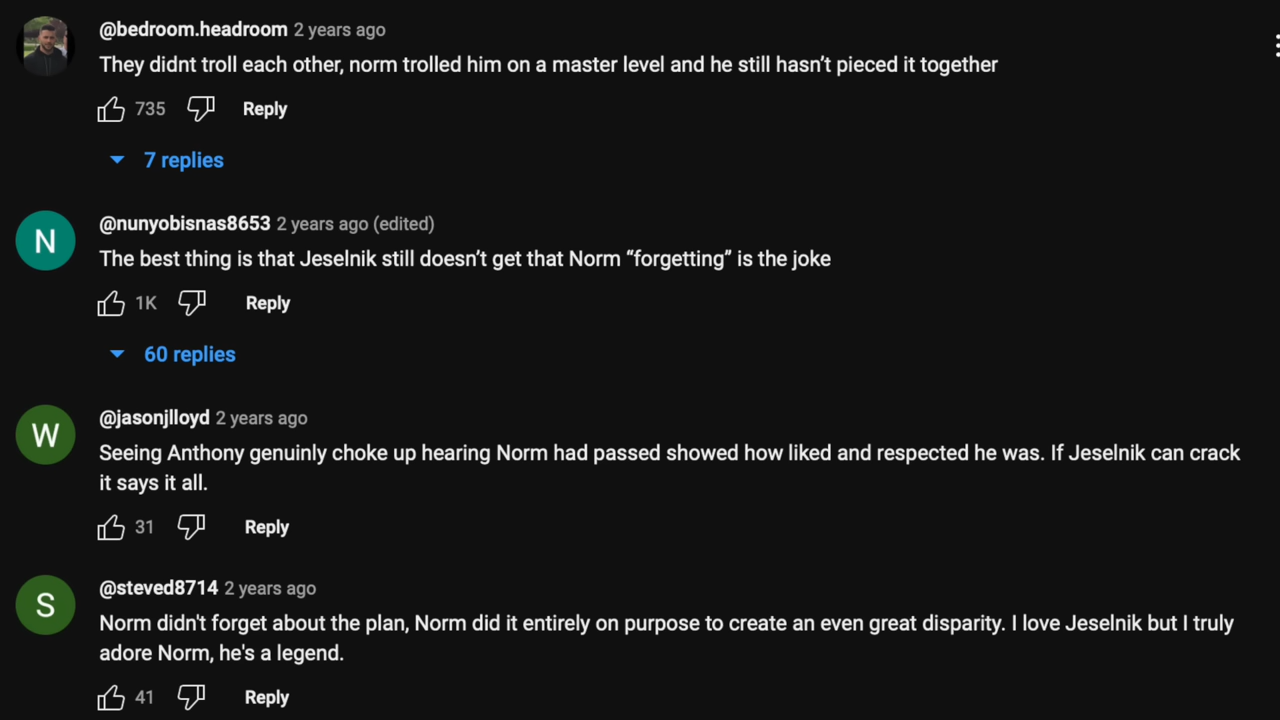 @bedroom.headroom 2 years ago
They didnt troll each other, norm trolled him on a master level and he still hasn’t pieced it together
735 Reply
7 replies
N
@nunyobisnas8653 2 years ago (edited)
The best thing is that Jeselnik still doesn’t get that Norm “forgetting” is the joke
1K Reply
60 replies
W
@jasonjlloyd 2 years ago
Seeing Anthony genuinly choke up hearing Norm had passed showed how liked and respected he was. If Jeselnik can crack
it says it all.
31 Reply
S
@steved8714 2 years ago
Norm didn't forget about the plan, Norm did it entirely on purpose to create an even great disparity. I love Jeselnik but I truly
adore Norm, he's a legend.
41 Reply